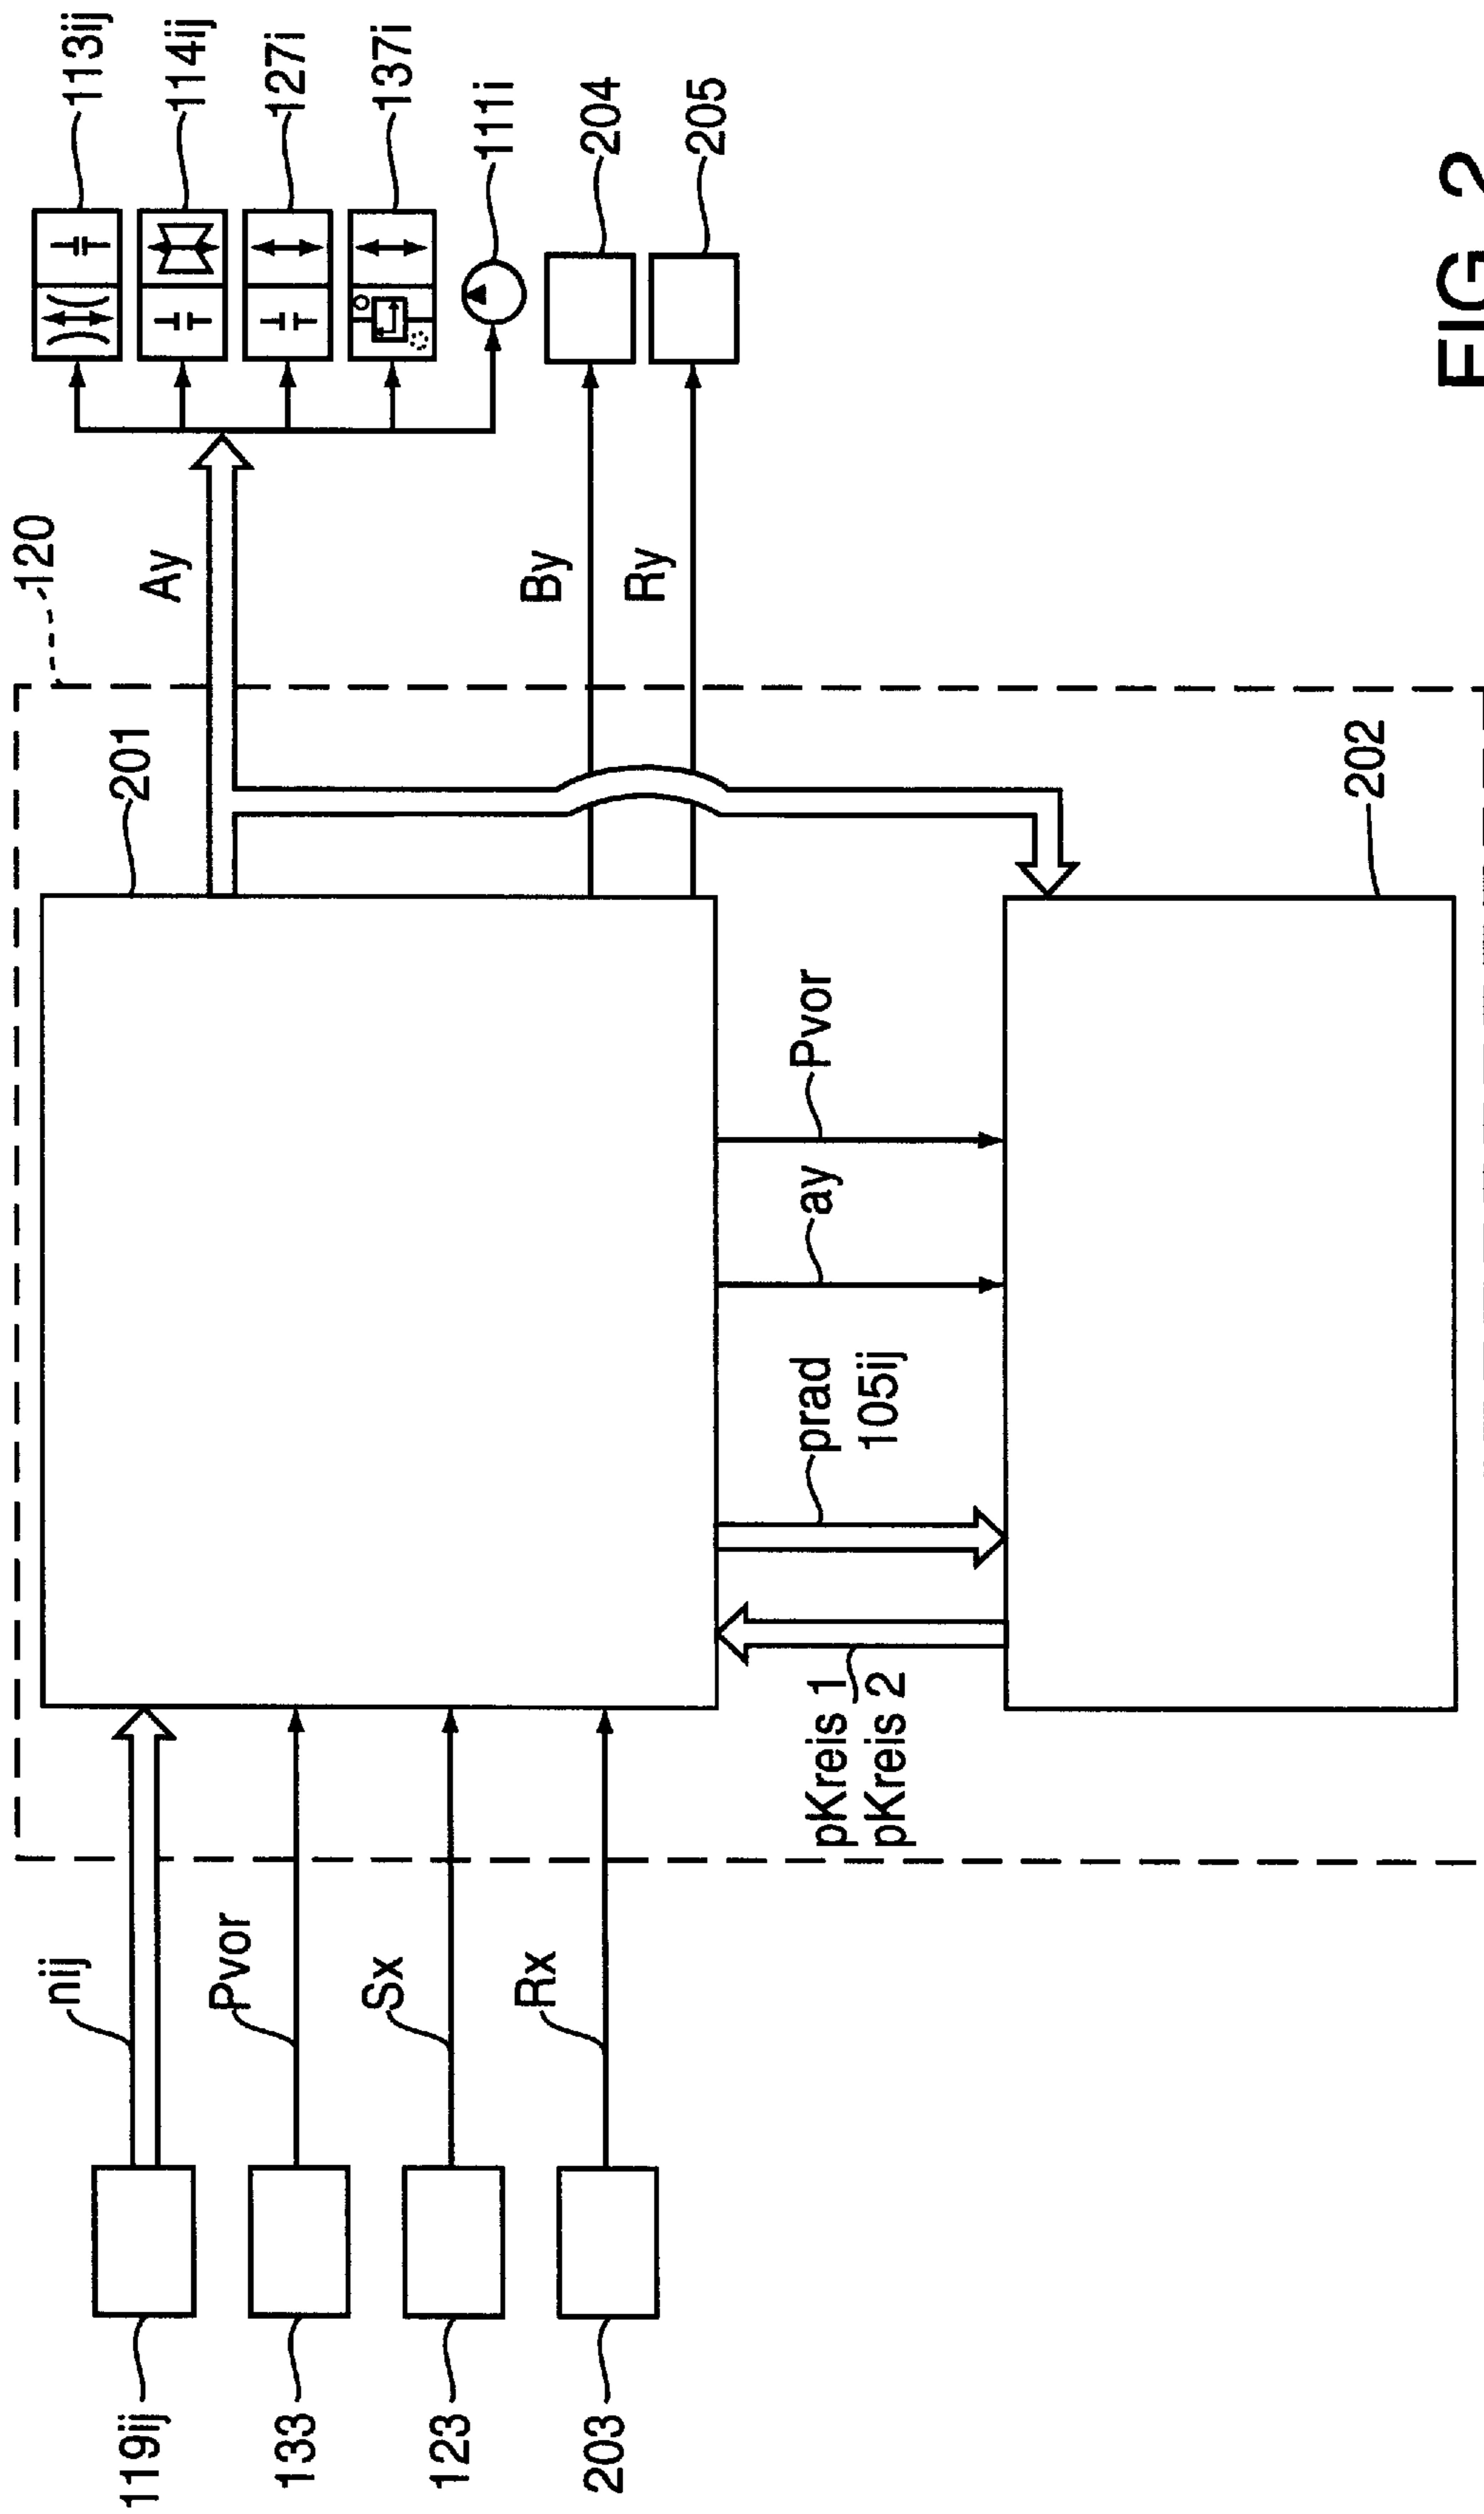 120
113ij
114ij
127i
137i
111i
204
205
Ay
By
Ry
201
202
nij
Pvor
Sx
Rx
119ij
133
123
203
pKreis 1
pKreis 2
prad
105ij
ay
Pvor
FIG. 2